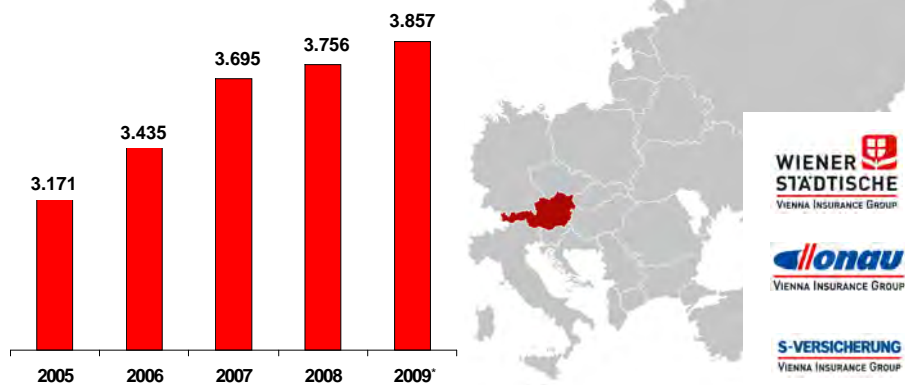 3.857
3.756
3.695
3.435
3.171
2005 2006 2007 2008 2009*
WIENER
STÄDTISCHE
VIENNA INSURANCE GROUP
Donau
VIENNA INSURANCE GROUP
S-VERSICHERUNG
VIENNA INSURANCE GROUP